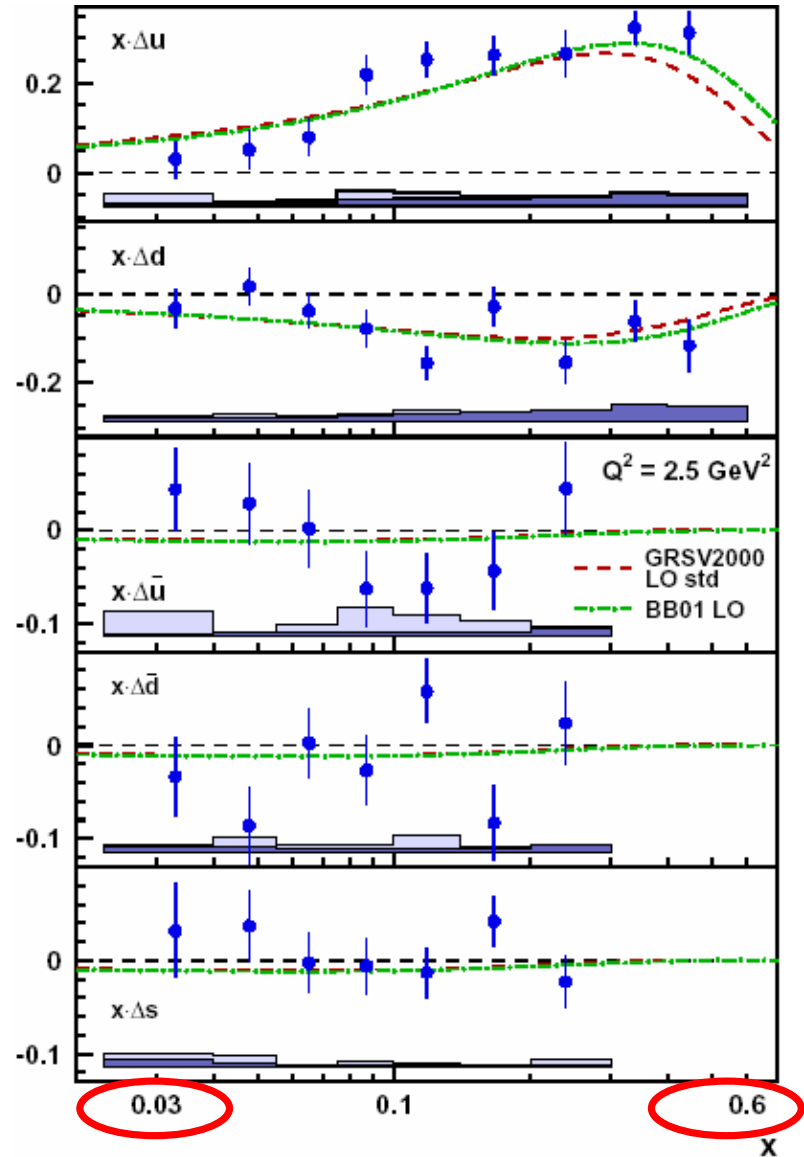 x·Δu
0.2
0
x·Δd
0
-0.2
Q² = 2.5 GeV²
0
GRSV2000
LO std
x·Δū
BB01 LO
-0.1
x·Δd̄
0
-0.1
0
x·Δs
-0.1
0.03 0.1 0.6
x